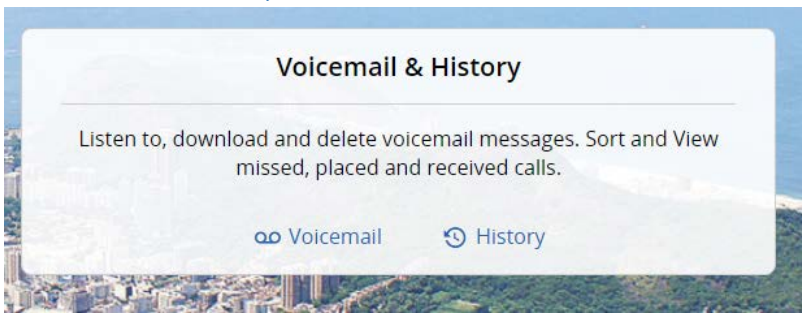 Voicemail & History
Listen to, download and delete voicemail messages. Sort and View
missed, placed and received calls.
Voicemail
History